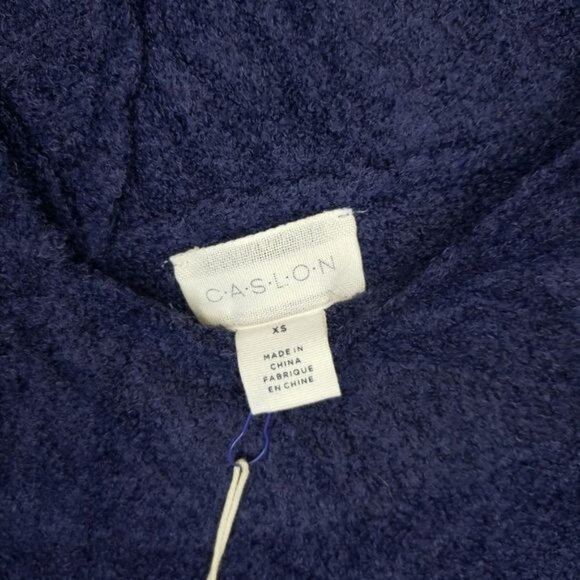 C·A·S·L·O·N
XS
MADE IN
CHINA
FABRIQUE
EN CHINE